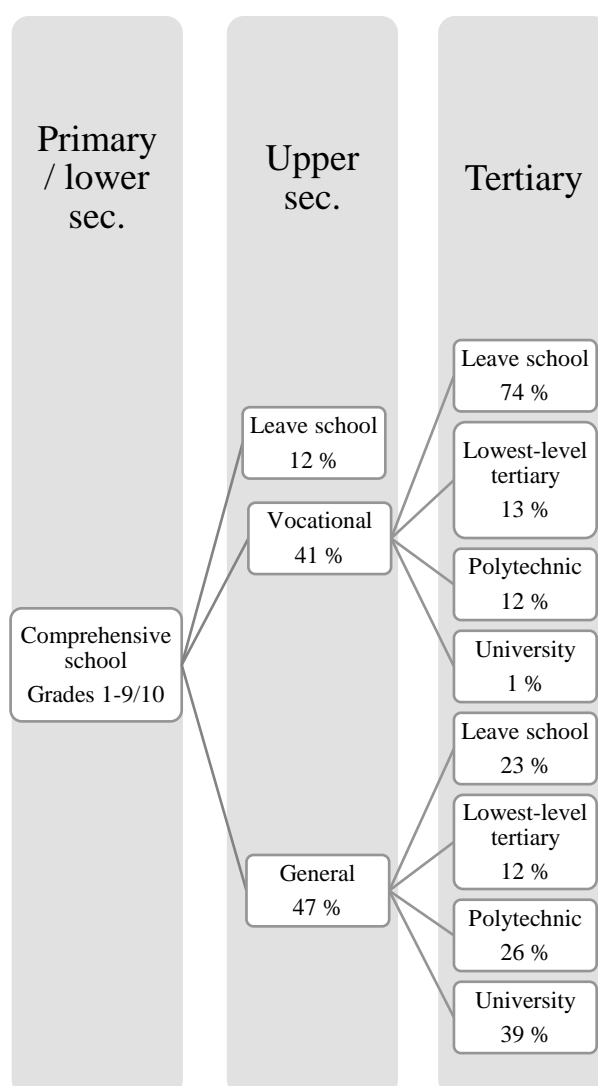 Primary
/ lower
sec.
Upper
sec.
Tertiary
Comprehensive
school
Grades 1-9/10
Leave school
12 %
Vocational
41 %
General
47 %
Leave school
74 %
Lowest-level
tertiary
13 %
Polytechnic
12 %
University
1 %
Leave school
23 %
Lowest-level
tertiary
12 %
Polytechnic
26 %
University
39 %